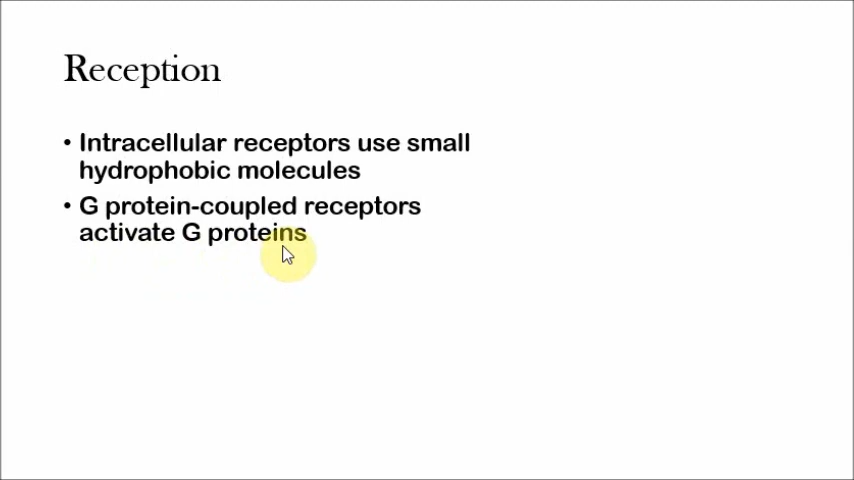 Reception
• Intracellular receptors use small
hydrophobic molecules
• G protein-coupled receptors
activate G proteins